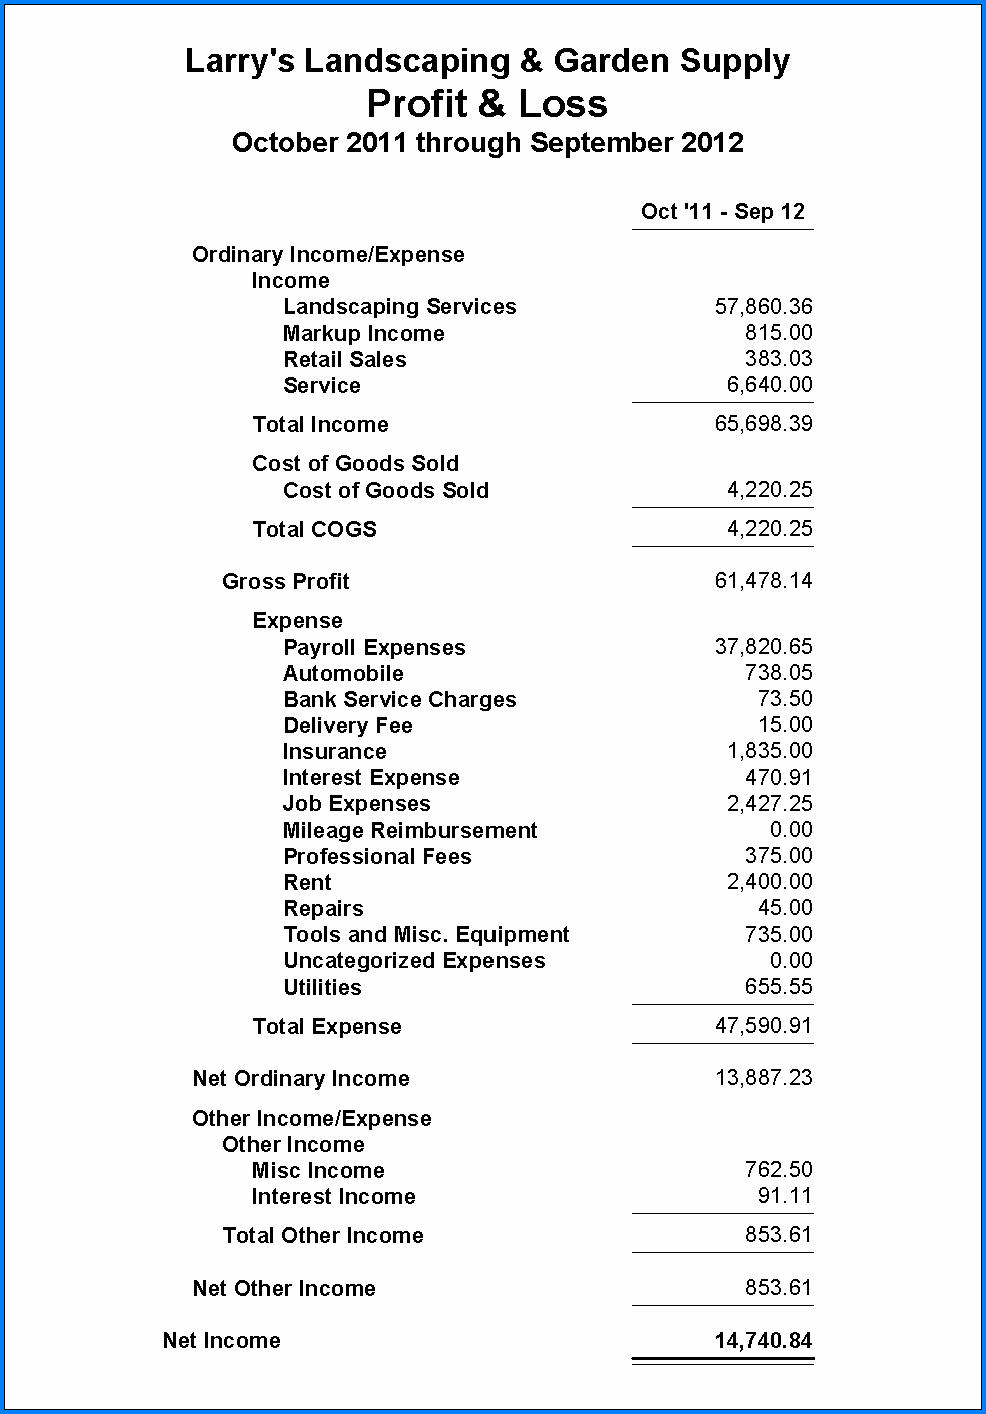 Larry's Landscaping & Garden Supply
Profit & Loss
October 2011 through September 2012
Oct '11 - Sep 12
Ordinary Income/Expense
Income
Landscaping Services 57,860.36
Markup Income 815.00
Retail Sales 383.03
Service 6,640.00
Total Income 65,698.39
Cost of Goods Sold
Cost of Goods Sold 4,220.25
Total COGS 4,220.25
Gross Profit 61,478.14
Expense
Payroll Expenses 37,820.65
Automobile 738.05
Bank Service Charges 73.50
Delivery Fee 15.00
Insurance 1,835.00
Interest Expense 470.91
Job Expenses 2,427.25
Mileage Reimbursement 0.00
Professional Fees 375.00
Rent 2,400.00
Repairs 45.00
Tools and Misc. Equipment 735.00
Uncategorized Expenses 0.00
Utilities 655.55
Total Expense 47,590.91
Net Ordinary Income 13,887.23
Other Income/Expense
Other Income
Misc Income 762.50
Interest Income 91.11
Total Other Income 853.61
Net Other Income 853.61
Net Income 14,740.84